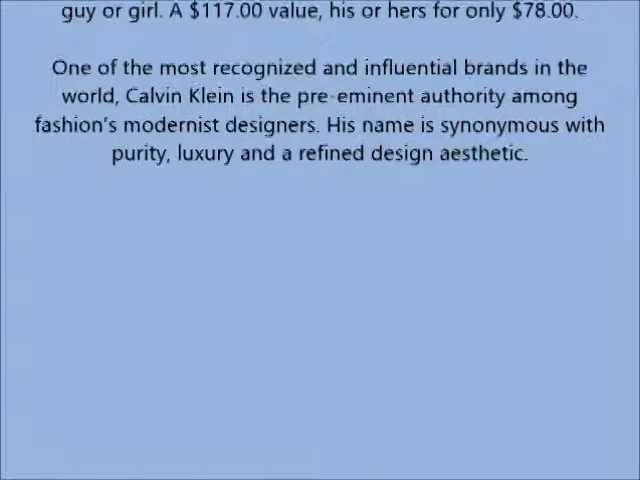 guy or girl. A $117.00 value, his or hers for only $78.00.
One of the most recognized and influential brands in the
world, Calvin Klein is the pre-eminent authority among
fashion's modernist designers. His name is synonymous with
purity, luxury and a refined design aesthetic.